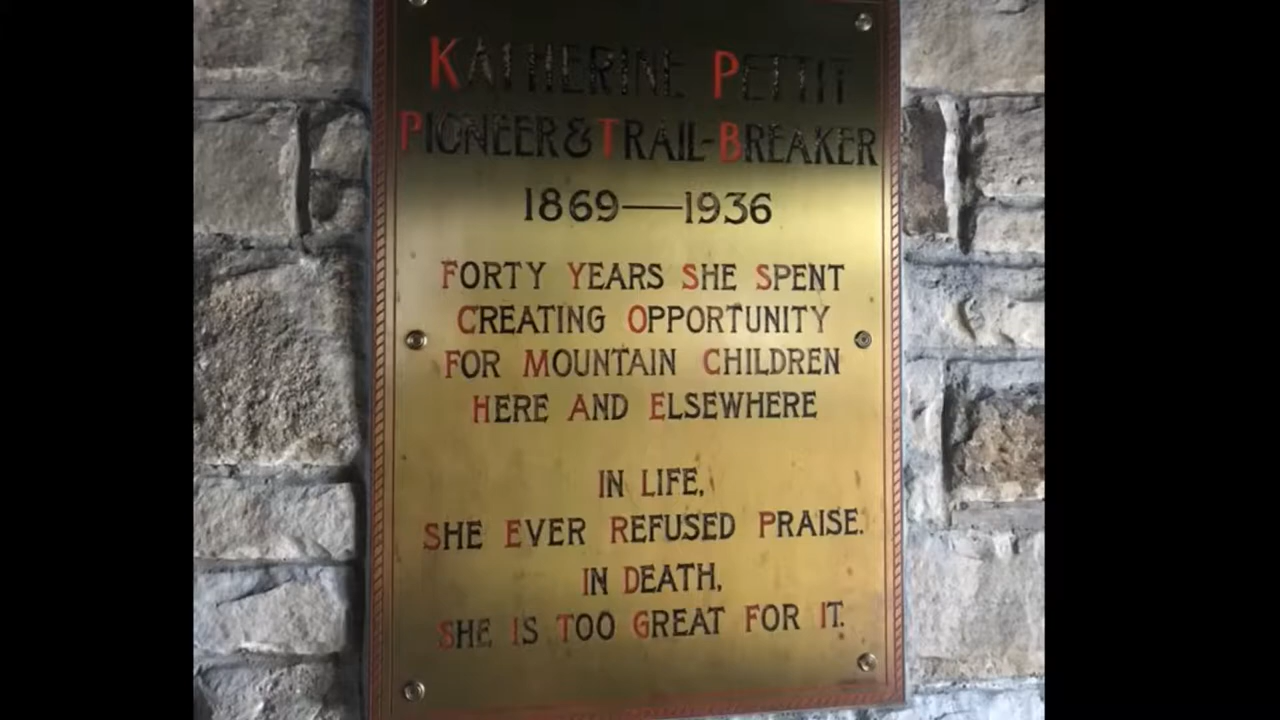 KATHERINE PETTIT
PIONEER & TRAIL-BREAKER
1869—1936
FORTY YEARS SHE SPENT
CREATING OPPORTUNITY
FOR MOUNTAIN CHILDREN
HERE AND ELSEWHERE
IN LIFE,
SHE EVER REFUSED PRAISE.
IN DEATH,
SHE IS TOO GREAT FOR IT.